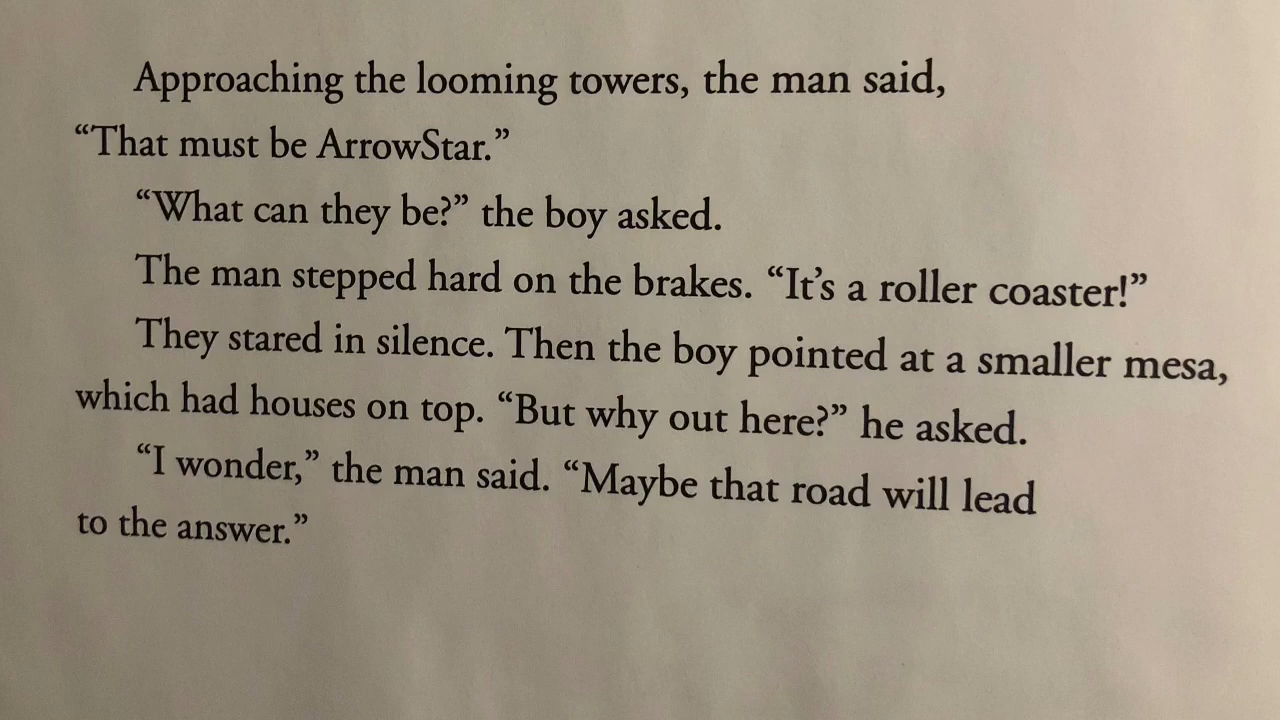 Approaching the looming towers, the man said,
“That must be ArrowStar.”
“What can they be?” the boy asked.
The man stepped hard on the brakes. “It’s a roller coaster!”
They stared in silence. Then the boy pointed at a smaller mesa,
which had houses on top. “But why out here?” he asked.
“I wonder,” the man said. “Maybe that road will lead
to the answer.”